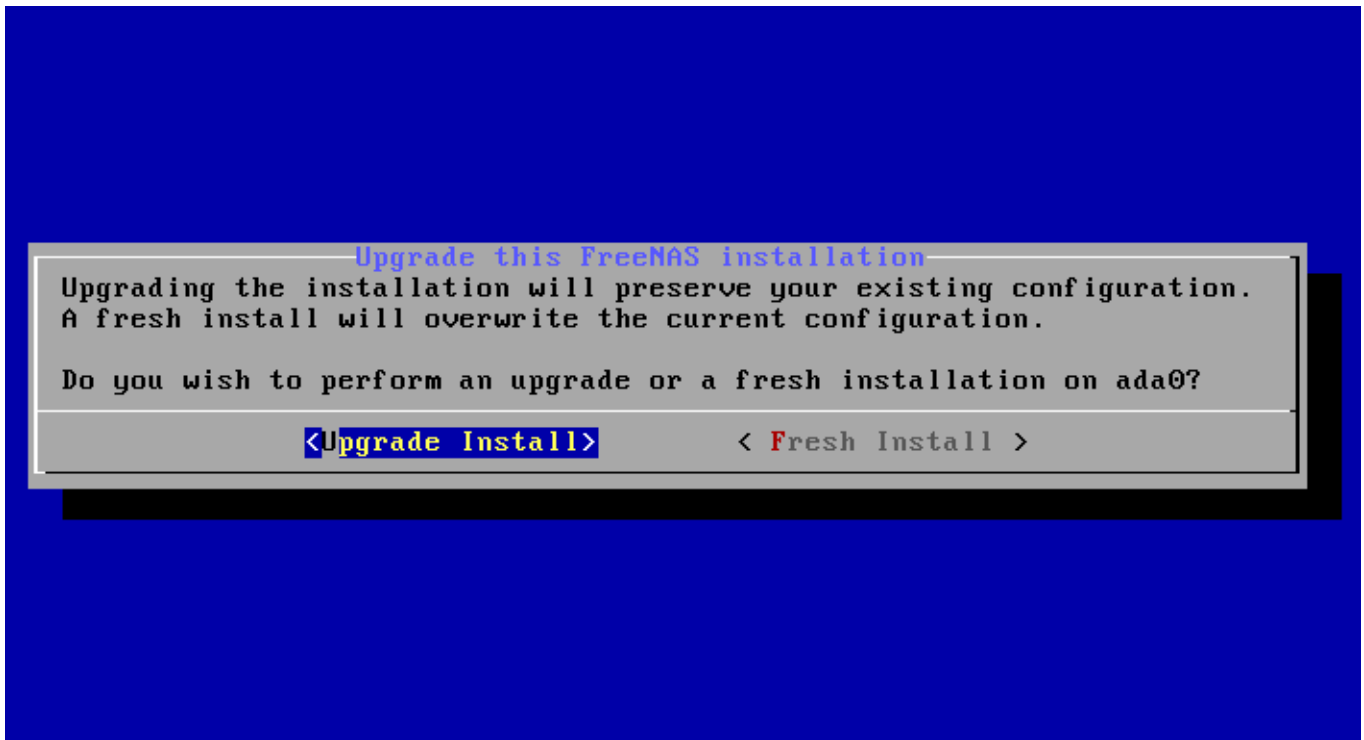 Upgrade this FreeNAS installation
Upgrading the installation will preserve your existing configuration.
A fresh install will overwrite the current configuration.
Do you wish to perform an upgrade or a fresh installation on ada0?
<Upgrade Install> < Fresh Install >